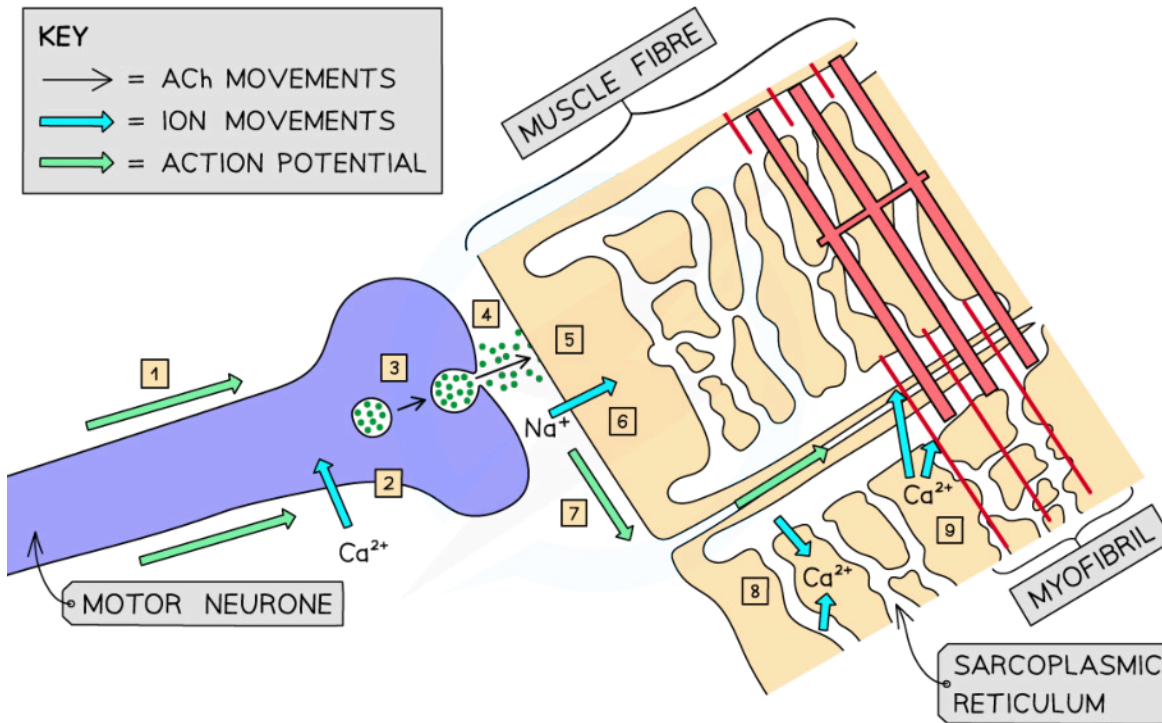 KEY
= ACh MOVEMENTS
= ION MOVEMENTS
= ACTION POTENTIAL
MUSCLE FIBRE
1
2
3
4
5
6
7
8
9
Na⁺
Ca²⁺
Ca²⁺
Ca²⁺
MOTOR NEURONE
MYOFIBRIL
SARCOPLASMIC
RETICULUM